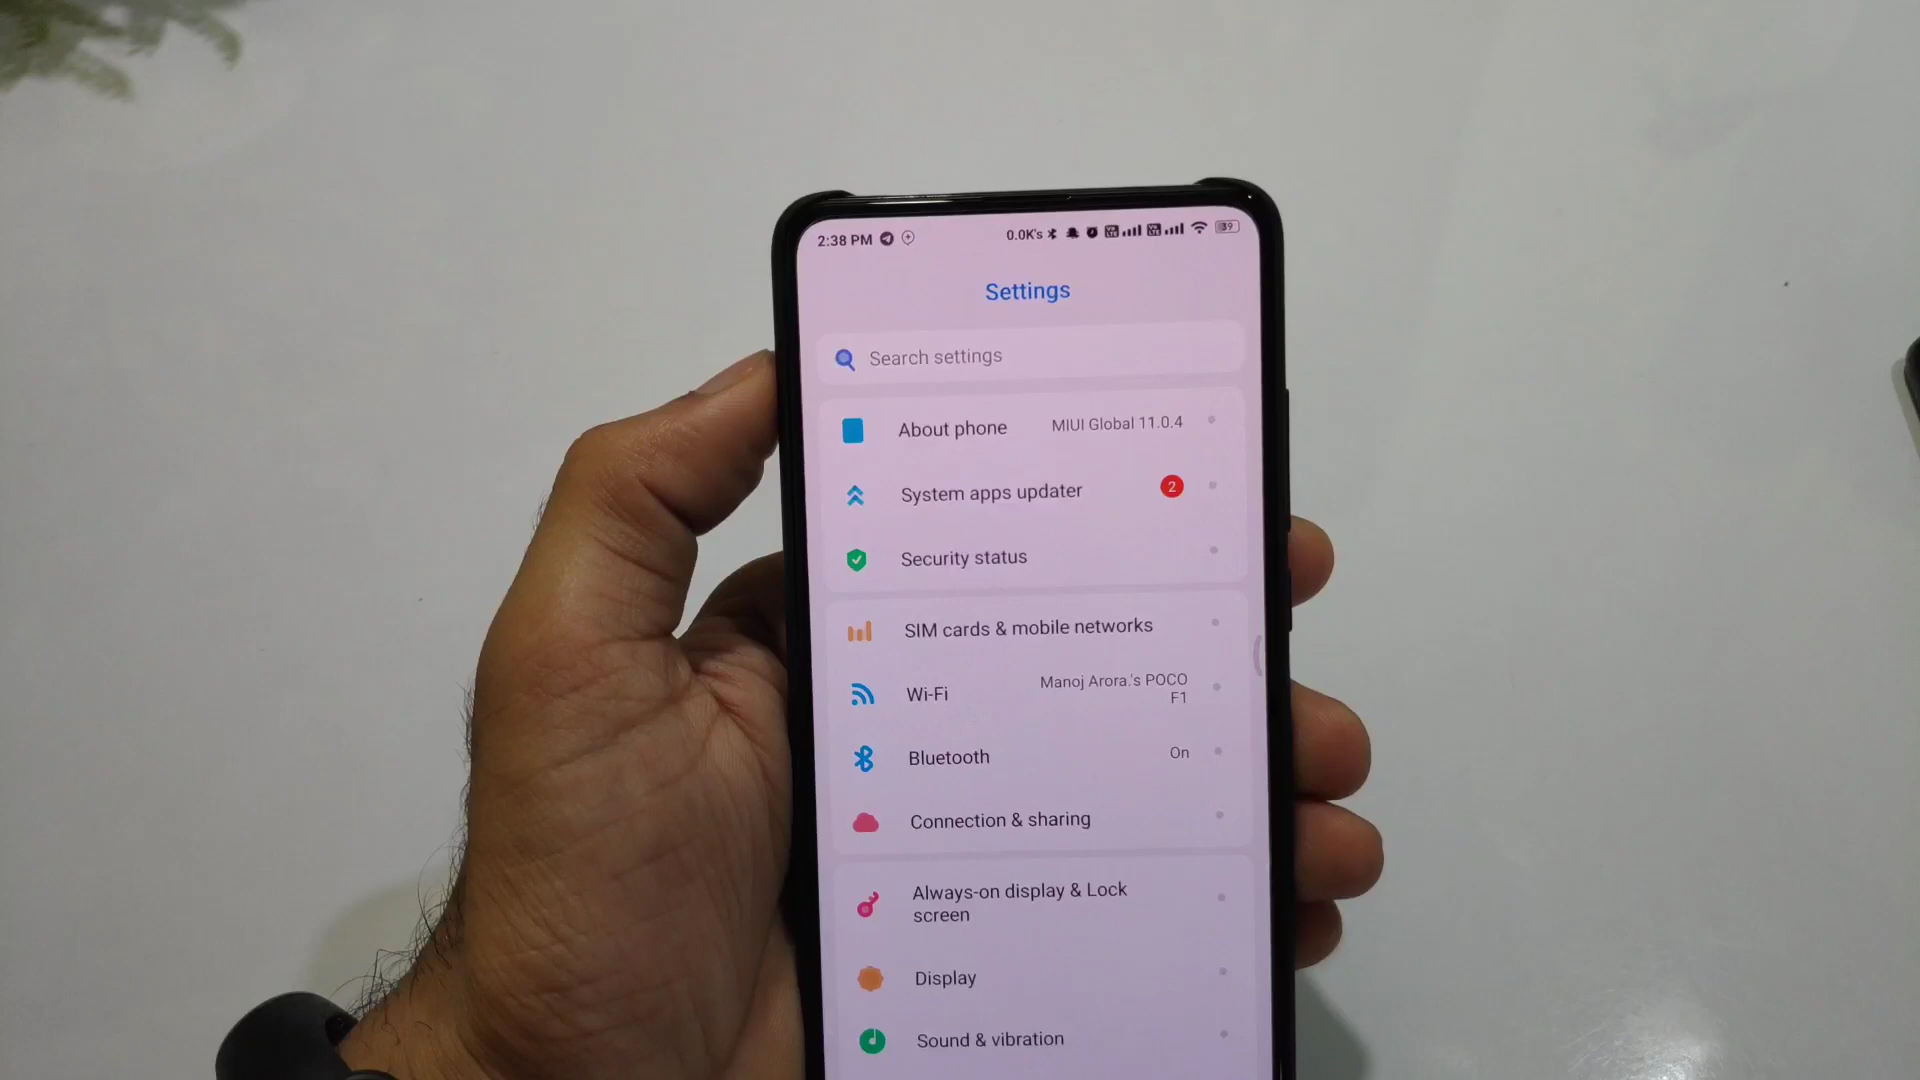 2:38 PM 0.0K's 39
Settings
Search settings
About phone MIUI Global 11.0.4
System apps updater 2
Security status
SIM cards & mobile networks
Wi-Fi Manoj Arora.'s POCO
F1
Bluetooth On
Connection & sharing
Always-on display & Lock
screen
Display
Sound & vibration